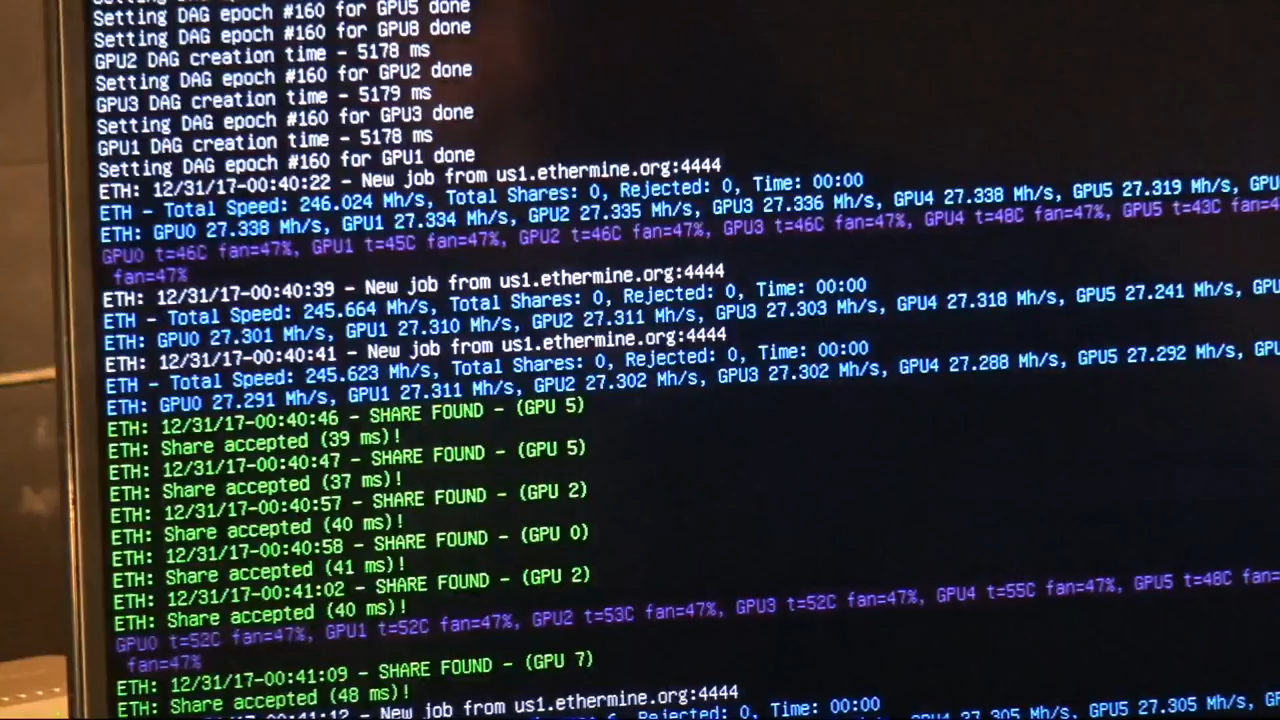 Setting DAG epoch #160 for GPU5 done
Setting DAG epoch #160 for GPU8 done
GPU2 DAG creation time - 5178 ms
Setting DAG epoch #160 for GPU2 done
GPU3 DAG creation time - 5179 ms
Setting DAG epoch #160 for GPU3 done
GPU1 DAG creation time - 5178 ms
Setting DAG epoch #160 for GPU1 done
ETH: 12/31/17-00:40:22 - New job from us1.ethermine.org:4444
ETH - Total Speed: 246.024 Mh/s, Total Shares: 0, Rejected: 0, Time: 00:00
ETH: GPU0 27.338 Mh/s, GPU1 27.334 Mh/s, GPU2 27.335 Mh/s, GPU3 27.336 Mh/s, GPU4 27.338 Mh/s, GPU5 27.319 Mh/s, GPU
GPU0 t=46C fan=47%, GPU1 t=45C fan=47%, GPU2 t=46C fan=47%, GPU3 t=46C fan=47%, GPU4 t=48C fan=47%, GPU5 t=43C fan=4
fan=47%
ETH: 12/31/17-00:40:39 - New job from us1.ethermine.org:4444
ETH - Total Speed: 245.664 Mh/s, Total Shares: 0, Rejected: 0, Time: 00:00
ETH: GPU0 27.301 Mh/s, GPU1 27.310 Mh/s, GPU2 27.311 Mh/s, GPU3 27.303 Mh/s, GPU4 27.318 Mh/s, GPU5 27.241 Mh/s, GPU
ETH: 12/31/17-00:40:41 - New job from us1.ethermine.org:4444
ETH - Total Speed: 245.623 Mh/s, Total Shares: 0, Rejected: 0, Time: 00:00
ETH: GPU0 27.291 Mh/s, GPU1 27.311 Mh/s, GPU2 27.302 Mh/s, GPU3 27.302 Mh/s, GPU4 27.288 Mh/s, GPU5 27.292 Mh/s, GPU
ETH: 12/31/17-00:40:46 - SHARE FOUND - (GPU 5)
ETH: Share accepted (39 ms)!
ETH: 12/31/17-00:40:47 - SHARE FOUND - (GPU 5)
ETH: Share accepted (37 ms)!
ETH: 12/31/17-00:40:57 - SHARE FOUND - (GPU 2)
ETH: Share accepted (40 ms)!
ETH: 12/31/17-00:40:58 - SHARE FOUND - (GPU 0)
ETH: Share accepted (41 ms)!
ETH: 12/31/17-00:41:02 - SHARE FOUND - (GPU 2)
ETH: Share accepted (40 ms)!
GPU0 t=52C fan=47%, GPU1 t=52C fan=47%, GPU2 t=53C fan=47%, GPU3 t=52C fan=47%, GPU4 t=55C fan=47%, GPU5 t=48C fan=
fan=47%
ETH: 12/31/17-00:41:09 - SHARE FOUND - (GPU 7)
ETH: Share accepted (48 ms)!
- New job from us1.ethermine.org:4444
Rejected: 0, Time: 00:00
GPU5 27.305 Mh/s,